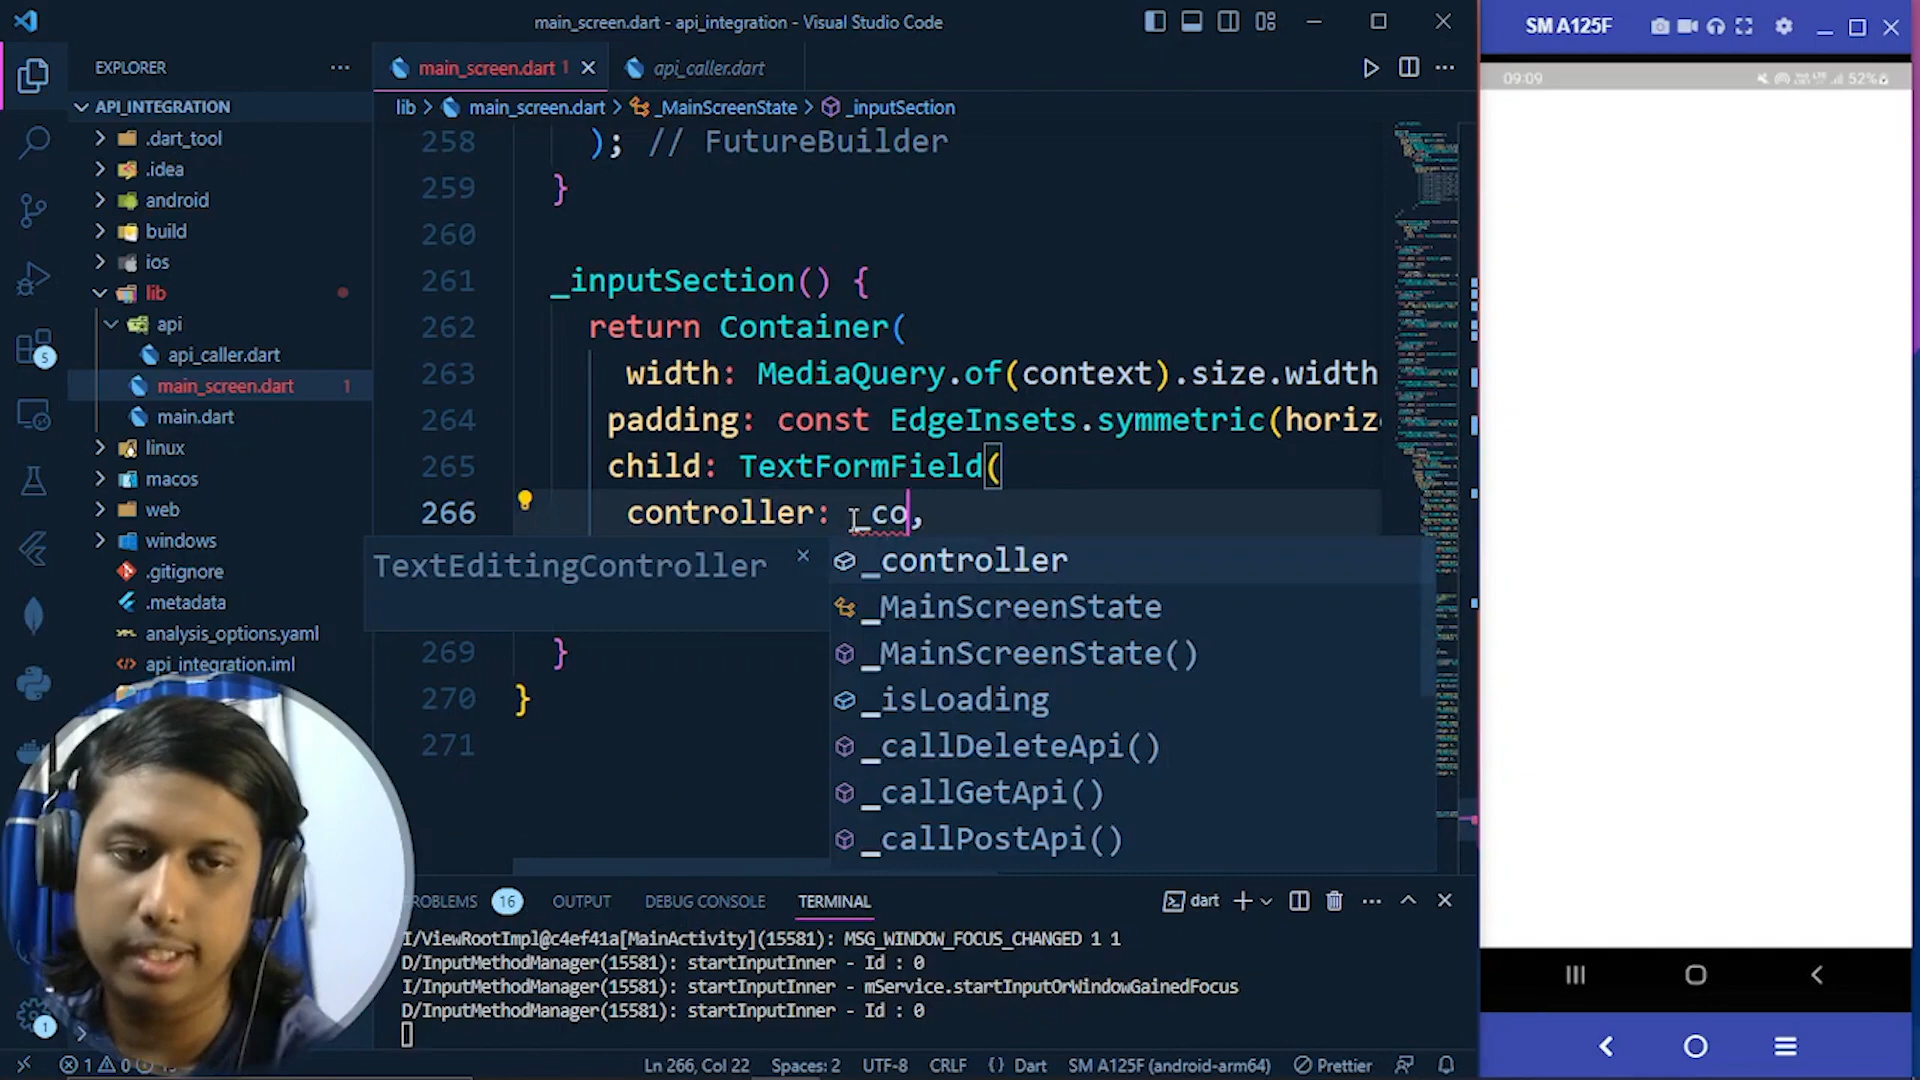 main_screen.dart - api_integration - Visual Studio Code
SM A125F
EXPLORER
main_screen.dart 1
api_caller.dart
09:09
52%
API_INTEGRATION
lib
main_screen.dart
_MainScreenState
_inputSection
.dart_tool
.idea
android
build
ios
lib
api
api_caller.dart
main_screen.dart 1
main.dart
linux
macos
web
windows
.gitignore
.metadata
analysis_options.yaml
api_integration.iml
5
1
258 ); // FutureBuilder
259 }
260
261 _inputSection() {
262 return Container(
263 width: MediaQuery.of(context).size.width
264 padding: const EdgeInsets.symmetric(horiz
265 child: TextFormField(
266 controller: _co,
TextEditingController
_controller
_MainScreenState
_MainScreenState()
_isLoading
_callDeleteApi()
_callGetApi()
_callPostApi()
269 }
270 }
271
ROBLEMS 16 OUTPUT DEBUG CONSOLE TERMINAL dart
I/ViewRootImpl@c4ef41a[MainActivity](15581): MSG_WINDOW_FOCUS_CHANGED 1 1
D/InputMethodManager(15581): startInputInner - Id : 0
I/InputMethodManager(15581): startInputInner - mService.startInputOrWindowGainedFocus
D/InputMethodManager(15581): startInputInner - Id : 0
1 0 Ln 266, Col 22 Spaces: 2 UTF-8 CRLF {} Dart SM A125F (android-arm64) Prettier